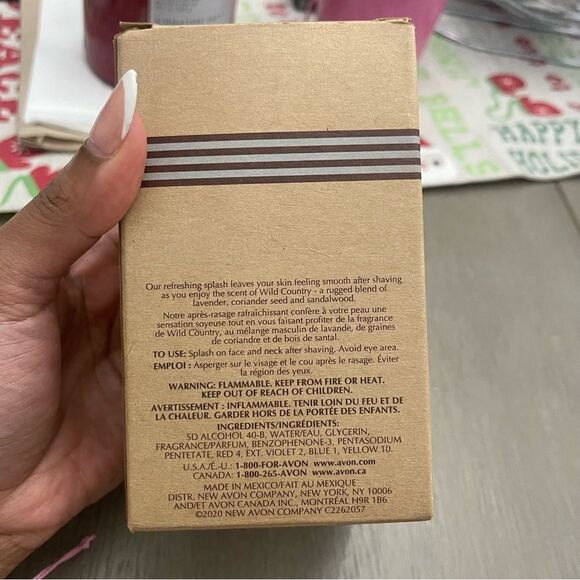 Our refreshing splash leaves your skin feeling smooth after shaving
as you enjoy the scent of Wild Country - a rugged blend of
lavender, coriander seed and sandalwood.
Notre après-rasage rafraîchissant confère à votre peau une
sensation soyeuse tout en vous faisant profiter de la fragrance
de Wild Country, au mélange masculin de lavande, de graines
de coriandre et de bois de santal.
TO USE: Splash on face and neck after shaving. Avoid eye area.
EMPLOI : Asperger sur le visage et le cou après le rasage. Éviter
la région des yeux.
WARNING: FLAMMABLE. KEEP FROM FIRE OR HEAT.
KEEP OUT OF REACH OF CHILDREN.
AVERTISSEMENT : INFLAMMABLE. TENIR LOIN DU FEU ET DE
LA CHALEUR. GARDER HORS DE LA PORTÉE DES ENFANTS.
INGREDIENTS/INGRÉDIENTS:
SD ALCOHOL 40-B, WATER/EAU, GLYCERIN,
FRAGRANCE/PARFUM, BENZOPHENONE-3, PENTASODIUM
PENTETATE, RED 4, EXT. VIOLET 2, BLUE 1, YELLOW 10.
U.S.A./É.-U.: 1-800-FOR-AVON www.avon.com
CANADA: 1-800-265-AVON www.avon.ca
MADE IN MEXICO/FAIT AU MEXIQUE
DISTR. NEW AVON COMPANY, NEW YORK, NY 10006
AND/ET AVON CANADA INC., MONTRÉAL H9R 1B6
©2020 NEW AVON COMPANY C2262057
PEACE
BELLS
HAPPY